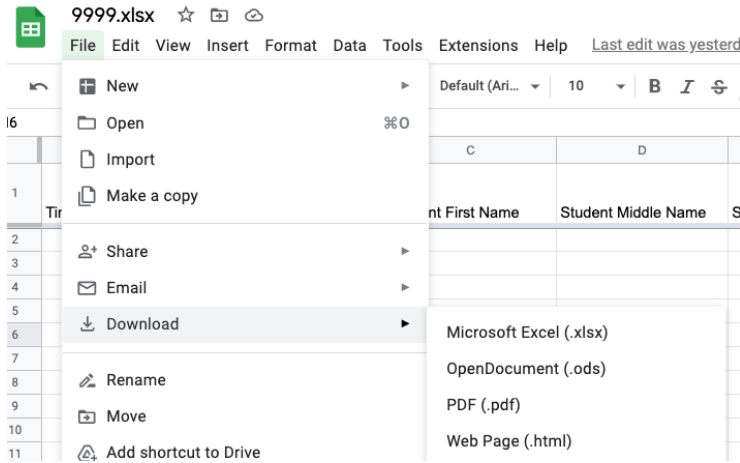 9999.xlsx
File Edit View Insert Format Data Tools Extensions Help Last edit was
Default (Ari... 10 B I S
New
Open ⌘O
Import
Make a copy
Share
Email
Download
Rename
Move
Add shortcut to Drive
Microsoft Excel (.xlsx)
OpenDocument (.ods)
PDF (.pdf)
Web Page (.html)
C D
1
First Name Student Middle Name
2
3
4
5
6
7
8
9
10
11